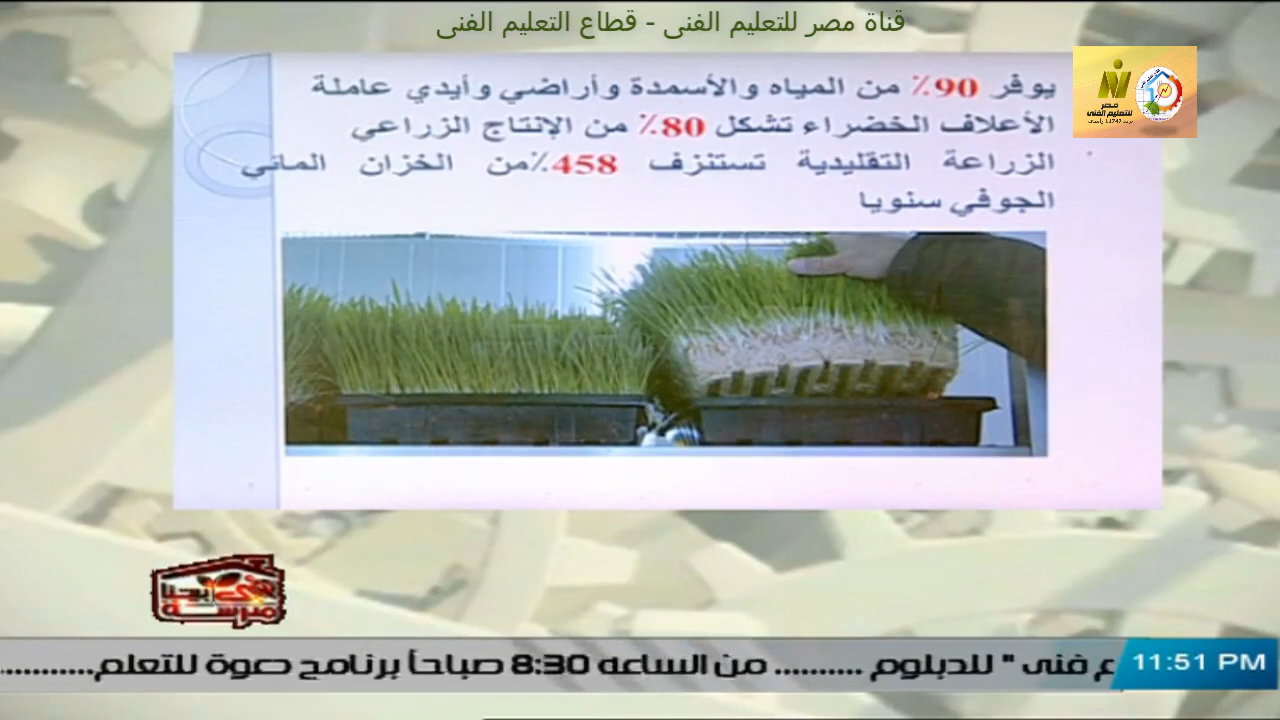 قناة مصر للتعليم الفنى - قطاع التعليم الفنى
يوفر 90٪ من المياه والأسمدة وأراضي وأيدي عاملة
الأعلاف الخضراء تشكل 80٪ من الإنتاج الزراعي
الزراعة التقليدية تستنزف 458٪من الخزان المائي
الجوفي سنويا
مصر
للتعليم الفنى
فى بيتنا
مدرسة
م فنى " للدبلوم .......... من الساعه 8:30 صباحاً برنامج صوة للتعلم...........
11:51 PM